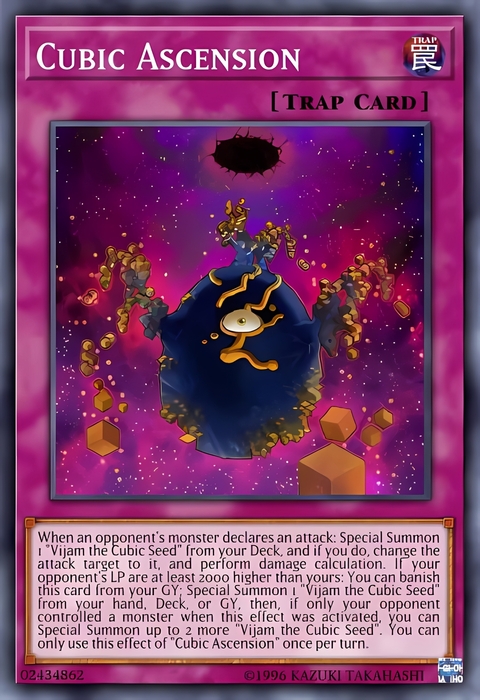 CUBIC ASCENSION
TRAP
罠
[TRAP CARD]
When an opponent's monster declares an attack: Special Summon
1 "Vijam the Cubic Seed" from your Deck, and if you do, change the
attack target to it, and perform damage calculation. If your
opponent's LP are at least 2000 higher than yours: You can banish
this card from your GY; Special Summon 1 "Vijam the Cubic Seed"
from your hand, Deck, or GY, then, if only your opponent
controlled a monster when this effect was activated, you can
Special Summon up to 2 more "Vijam the Cubic Seed". You can
only use this effect of "Cubic Ascension" once per turn.
02434862
©1996 KAZUKI TAKAHASHI